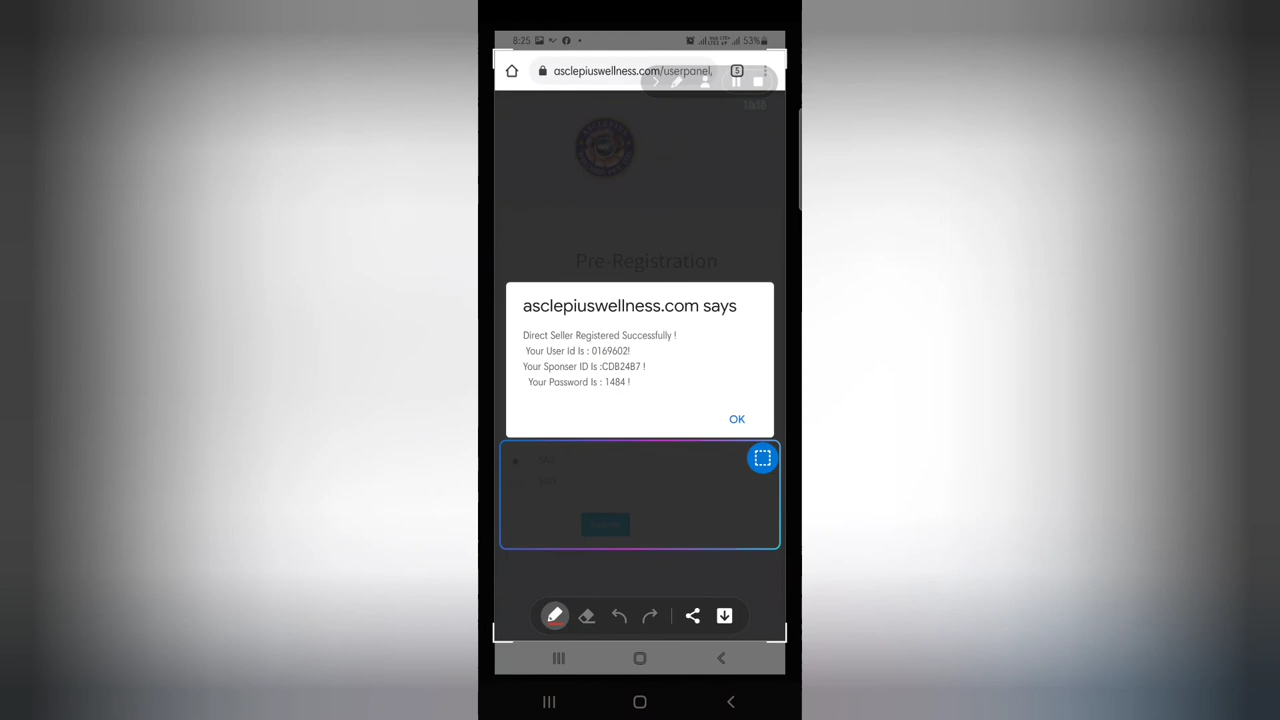 8:25
53%
asclepiuswellness.com/userpanel,
5
Pre-Registration
asclepiuswellness.com says
Direct Seller Registered Successfully !
Your User Id Is : 0169602!
Your Sponser ID Is :CDB24B7 !
Your Password Is : 1484 !
OK